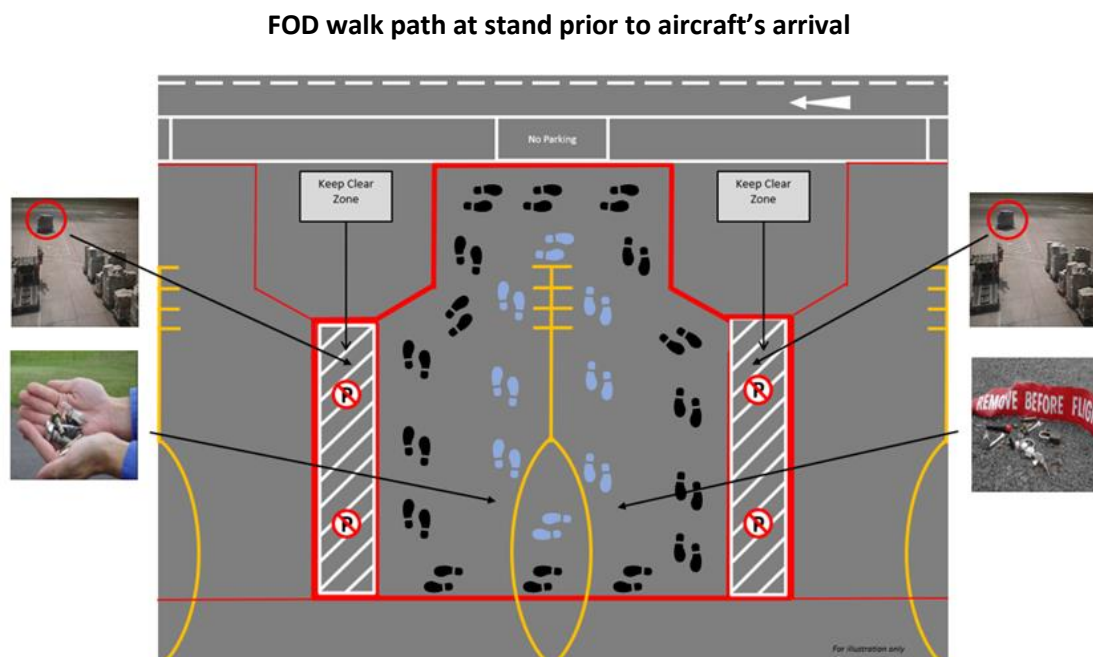 FOD walk path at stand prior to aircraft’s arrival
No Parking
Keep Clear
Zone
Keep Clear
Zone
P
P
P
P
REMOVE BEFORE FLIG
For illustration only